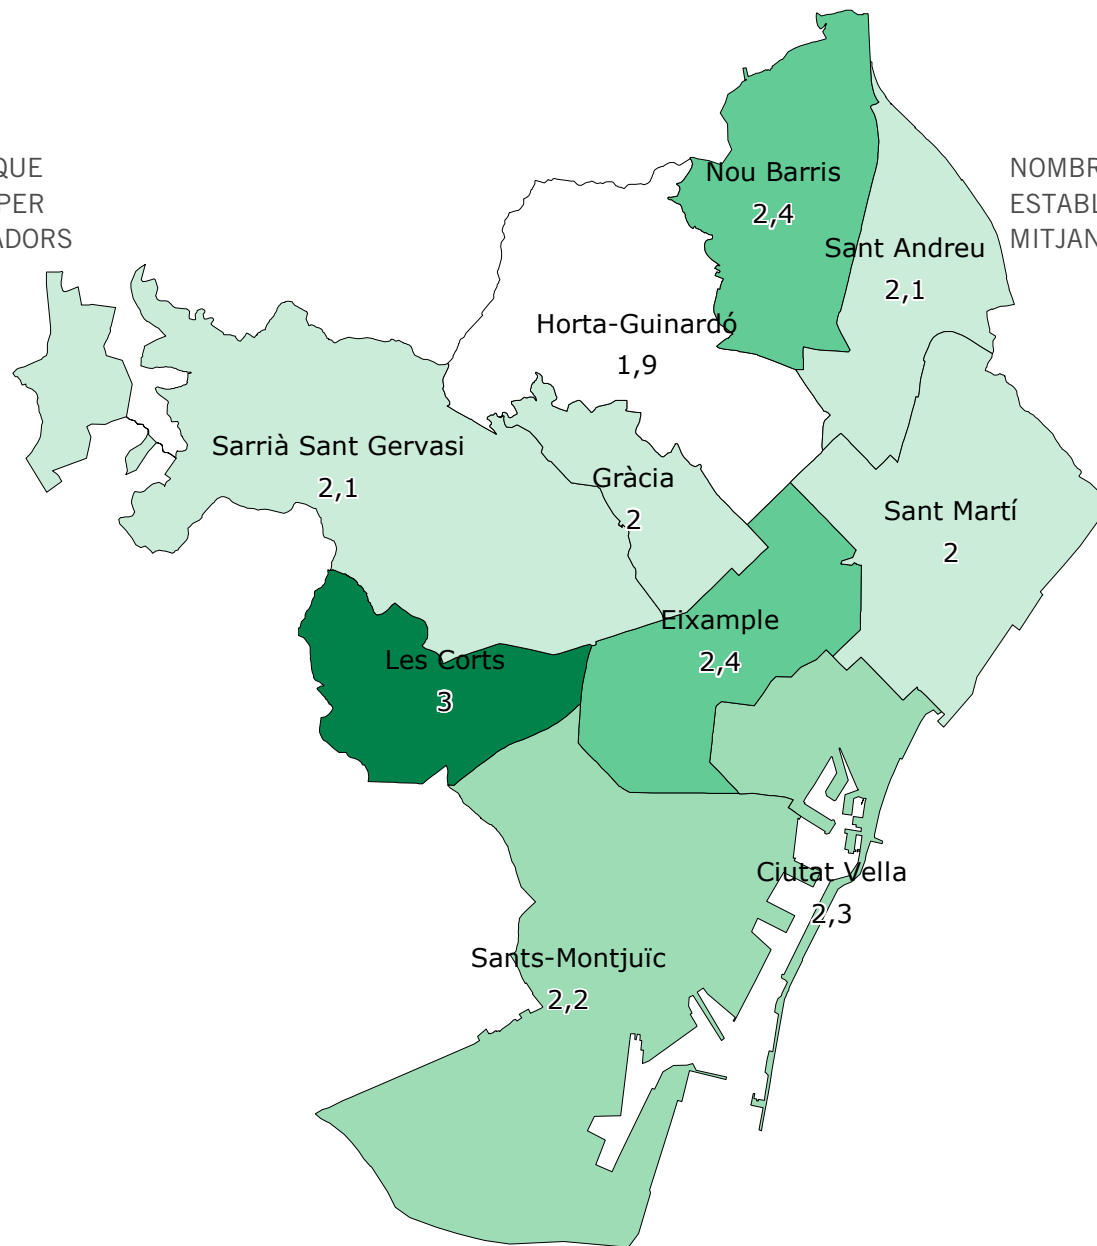 QUE
PER
ADORS
NOMBR
ESTABL
MITJAN
Nou Barris
2,4
Sant Andreu
2,1
Horta-Guinardó
1,9
Sarrià Sant Gervasi
2,1
Gràcia
2
Sant Martí
2
Eixample
2,4
Les Corts
3
Ciutat Vella
2,3
Sants-Montjuïc
2,2